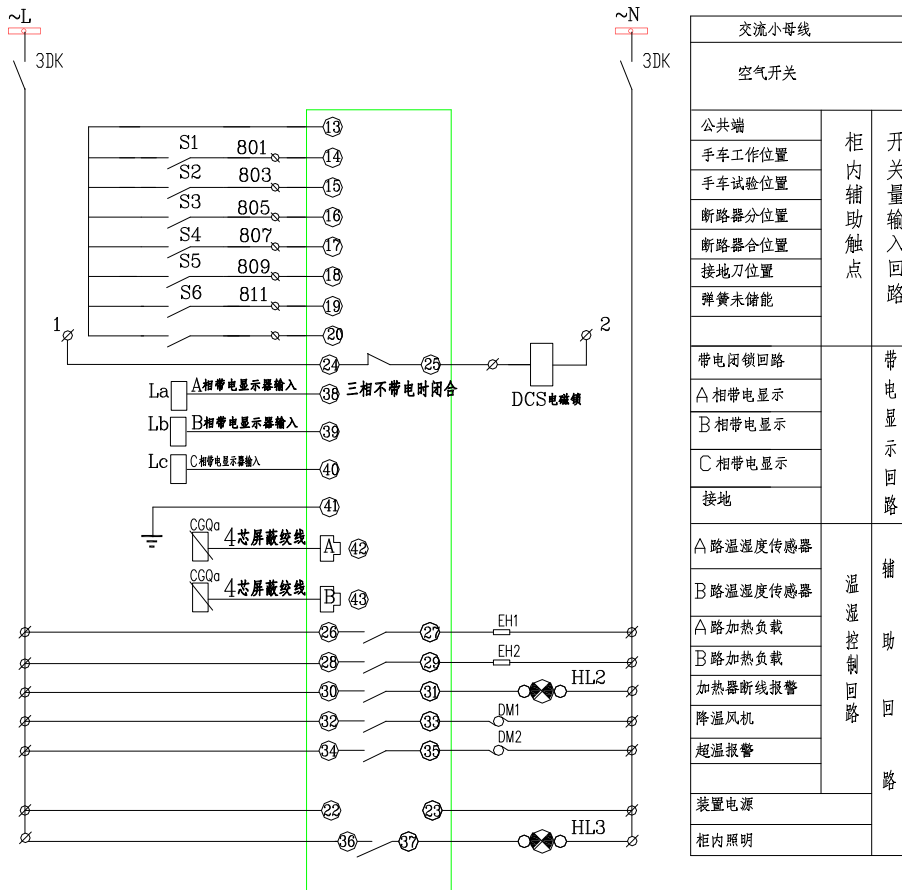 ~L
~N
3DK
3DK
13
S1 801 14
S2 803 15
S3 805 16
S4 807 17
S5 809 18
S6 811 19
20
1
2
24
25
三相不带电时闭合
DCS电磁锁
La A相带电显示器输入 38
Lb B相带电显示器输入 39
Lc C相带电显示器输入 40
41
CGQa 4芯屏蔽绞线 A 42
CGQa 4芯屏蔽绞线 B 43
26 27 EH1
28 29 EH2
30 31 HL2
32 33 DM1
34 35 DM2
22 23
36 37 HL3
交流小母线
空气开关
公共端
手车工作位置
手车试验位置
断路器分位置
断路器合位置
接地刀位置
弹簧未储能
柜内辅助触点
开关量输入回路
带电闭锁回路
A相带电显示
B相带电显示
C相带电显示
接地
带电显示回路
A路温湿度传感器
B路温湿度传感器
A路加热负载
B路加热负载
加热器断线报警
降温风机
超温报警
温湿控制回路
辅助回路
装置电源
柜内照明